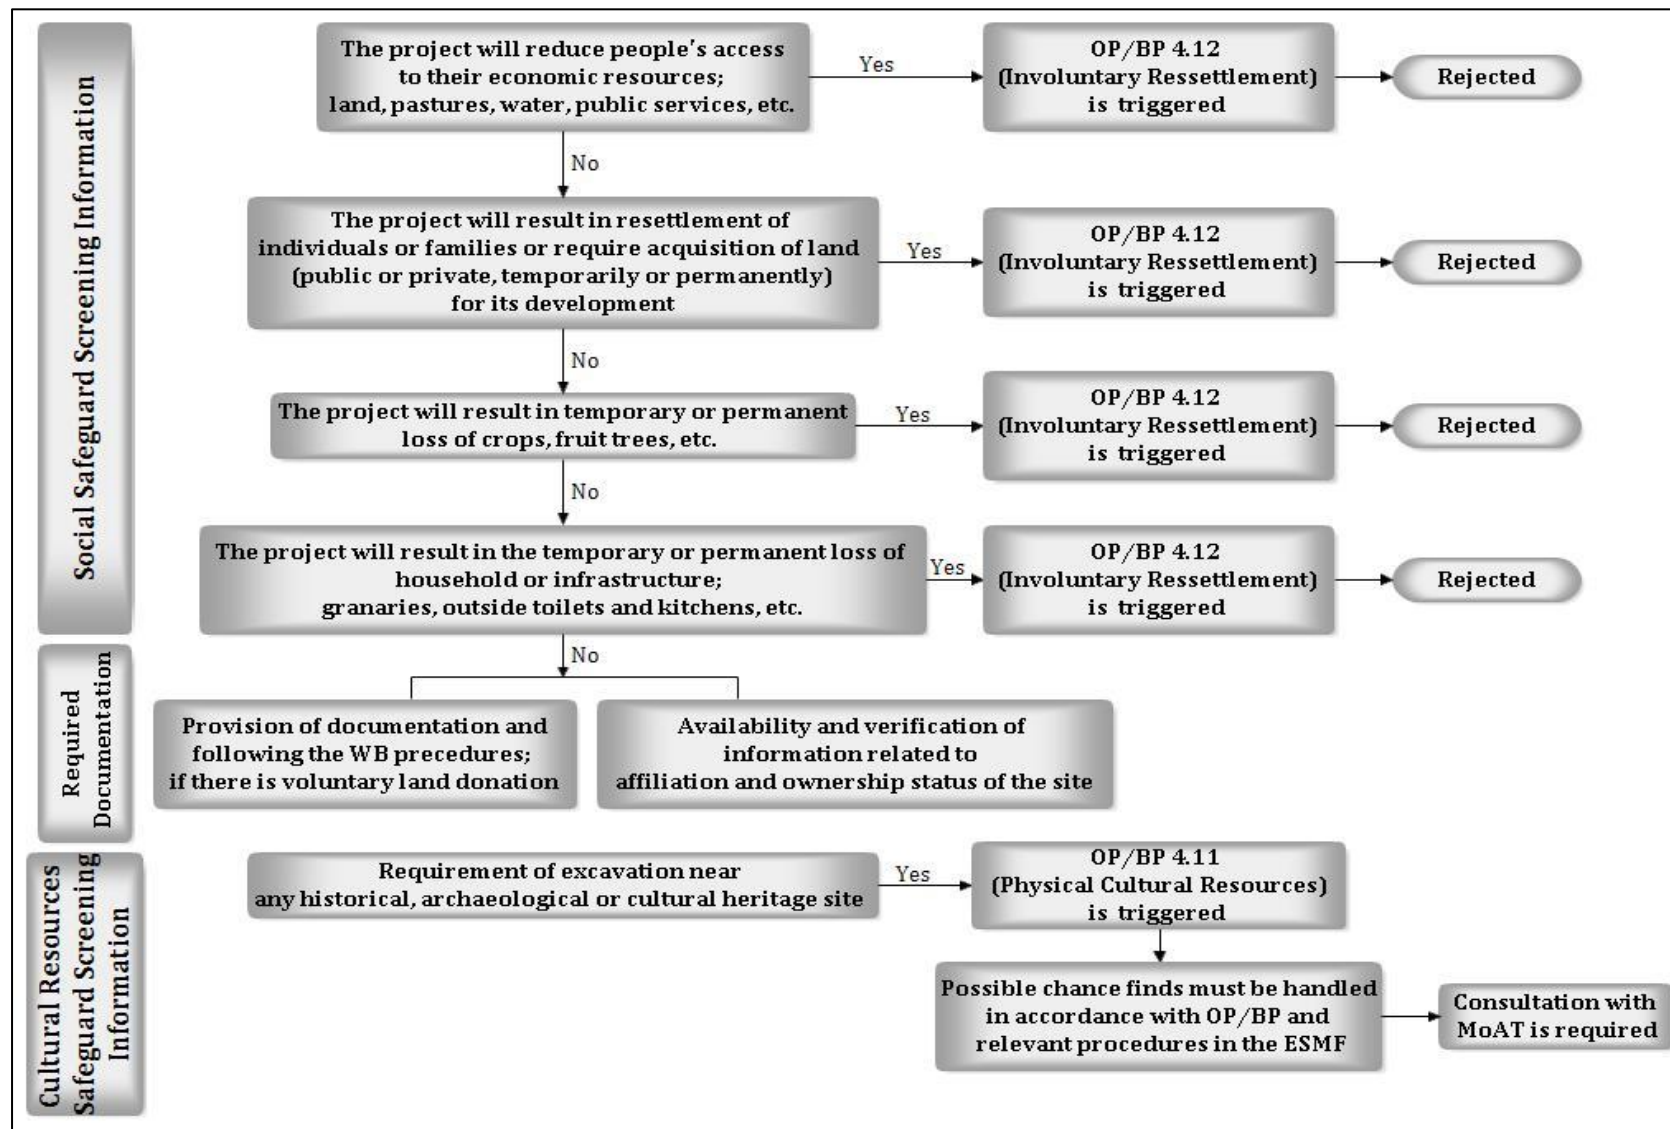 Social Safeguard Screening Information
The project will reduce people's access
to their economic resources;
land, pastures, water, public services, etc.
Yes
OP/BP 4.12
(Involuntary Ressettlement)
is triggered
Rejected
No
The project will result in resettlement of
individuals or families or require acquisition of land
(public or private, temporarily or permanently)
for its development
Yes
OP/BP 4.12
(Involuntary Ressettlement)
is triggered
Rejected
No
The project will result in temporary or permanent
loss of crops, fruit trees, etc.
Yes
OP/BP 4.12
(Involuntary Ressettlement)
is triggered
Rejected
No
The project will result in the temporary or permanent loss of
household or infrastructure;
granaries, outside toilets and kitchens, etc.
Yes
OP/BP 4.12
(Involuntary Ressettlement)
is triggered
Rejected
No
Required
Documentation
Provision of documentation and
following the WB precedures;
if there is voluntary land donation
Availability and verification of
information related to
affiliation and ownership status of the site
Cultural Resources
Safeguard Screening
Information
Requirement of excavation near
any historical, archaeological or cultural heritage site
Yes
OP/BP 4.11
(Physical Cultural Resources)
is triggered
Possible chance finds must be handled
in accordance with OP/BP and
relevant procedures in the ESMF
Consultation with
MoAT is required